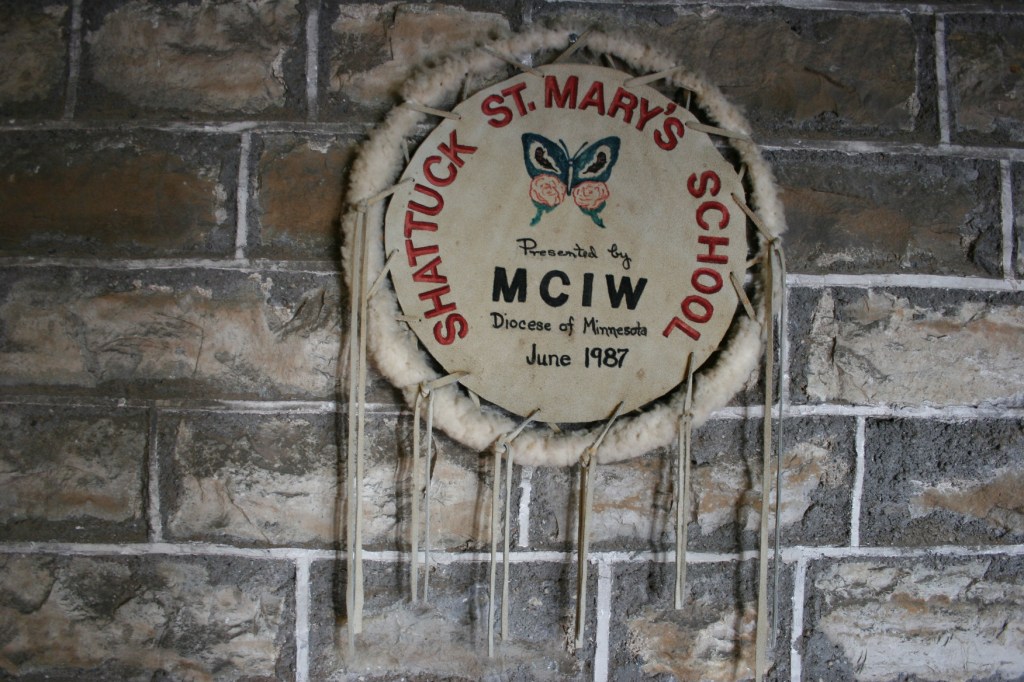 SHATTUCK ST. MARY'S SCHOOL
Presented by
MCIW
Diocese of Minnesota
June 1987